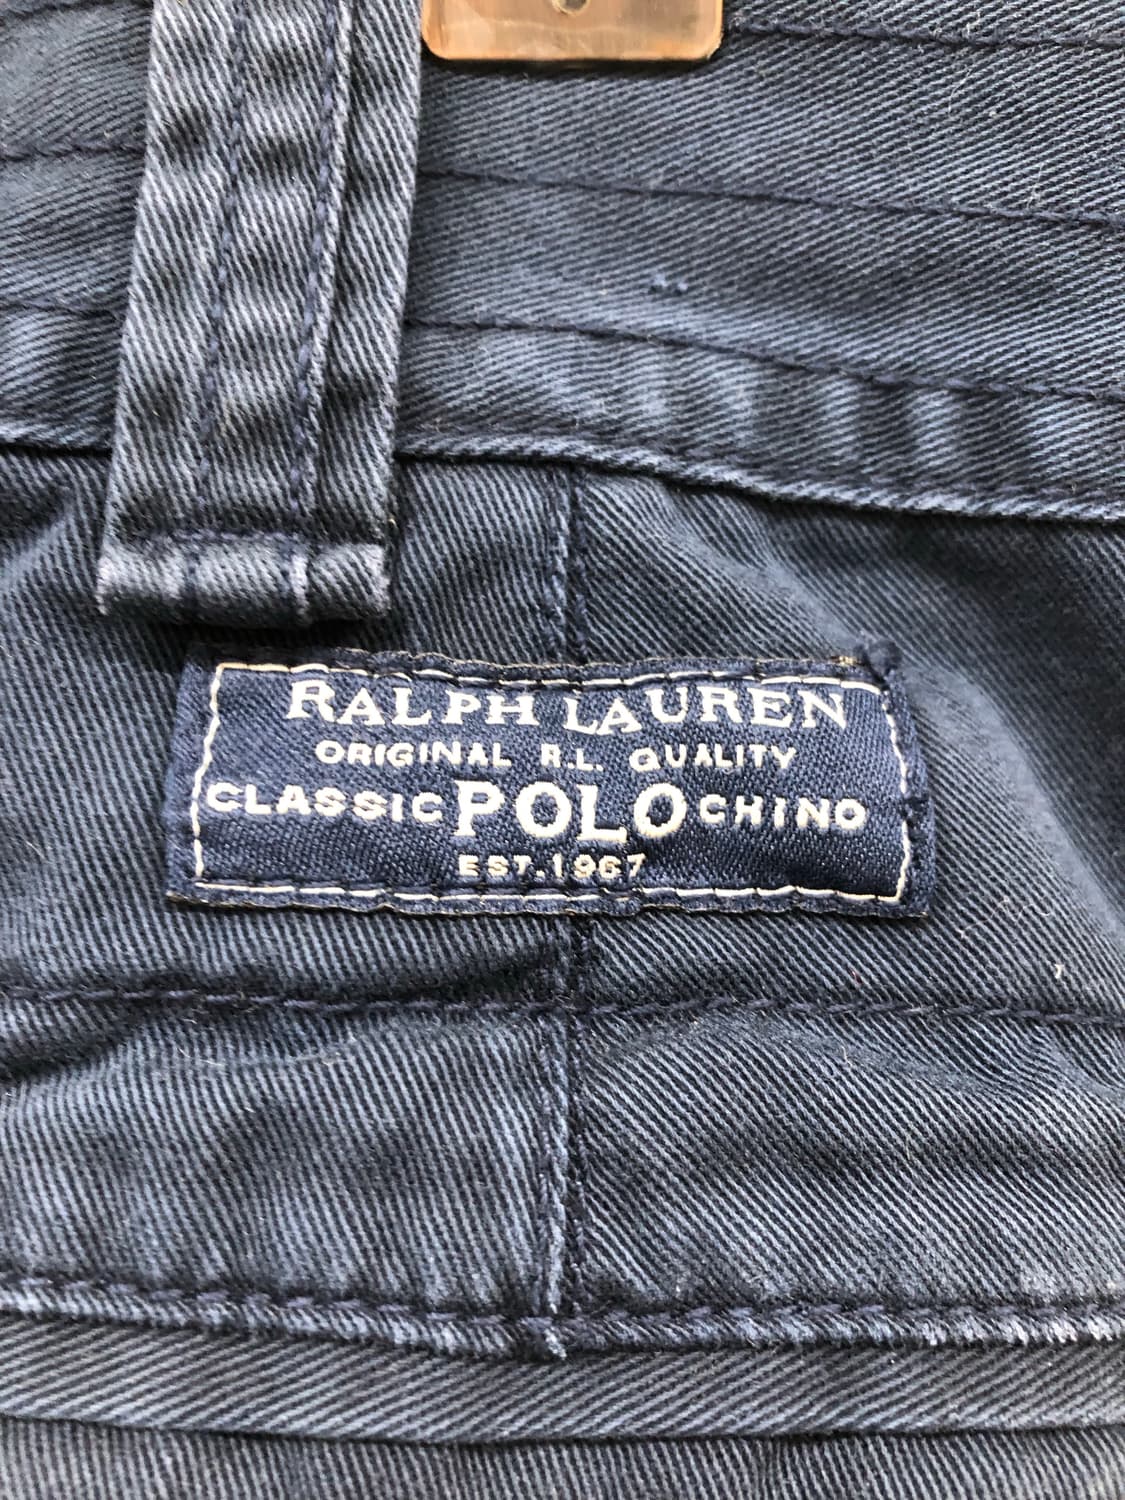 RALPH LAUREN
ORIGINAL R.L. QUALITY
CLASSIC POLO CHINO
EST. 1967